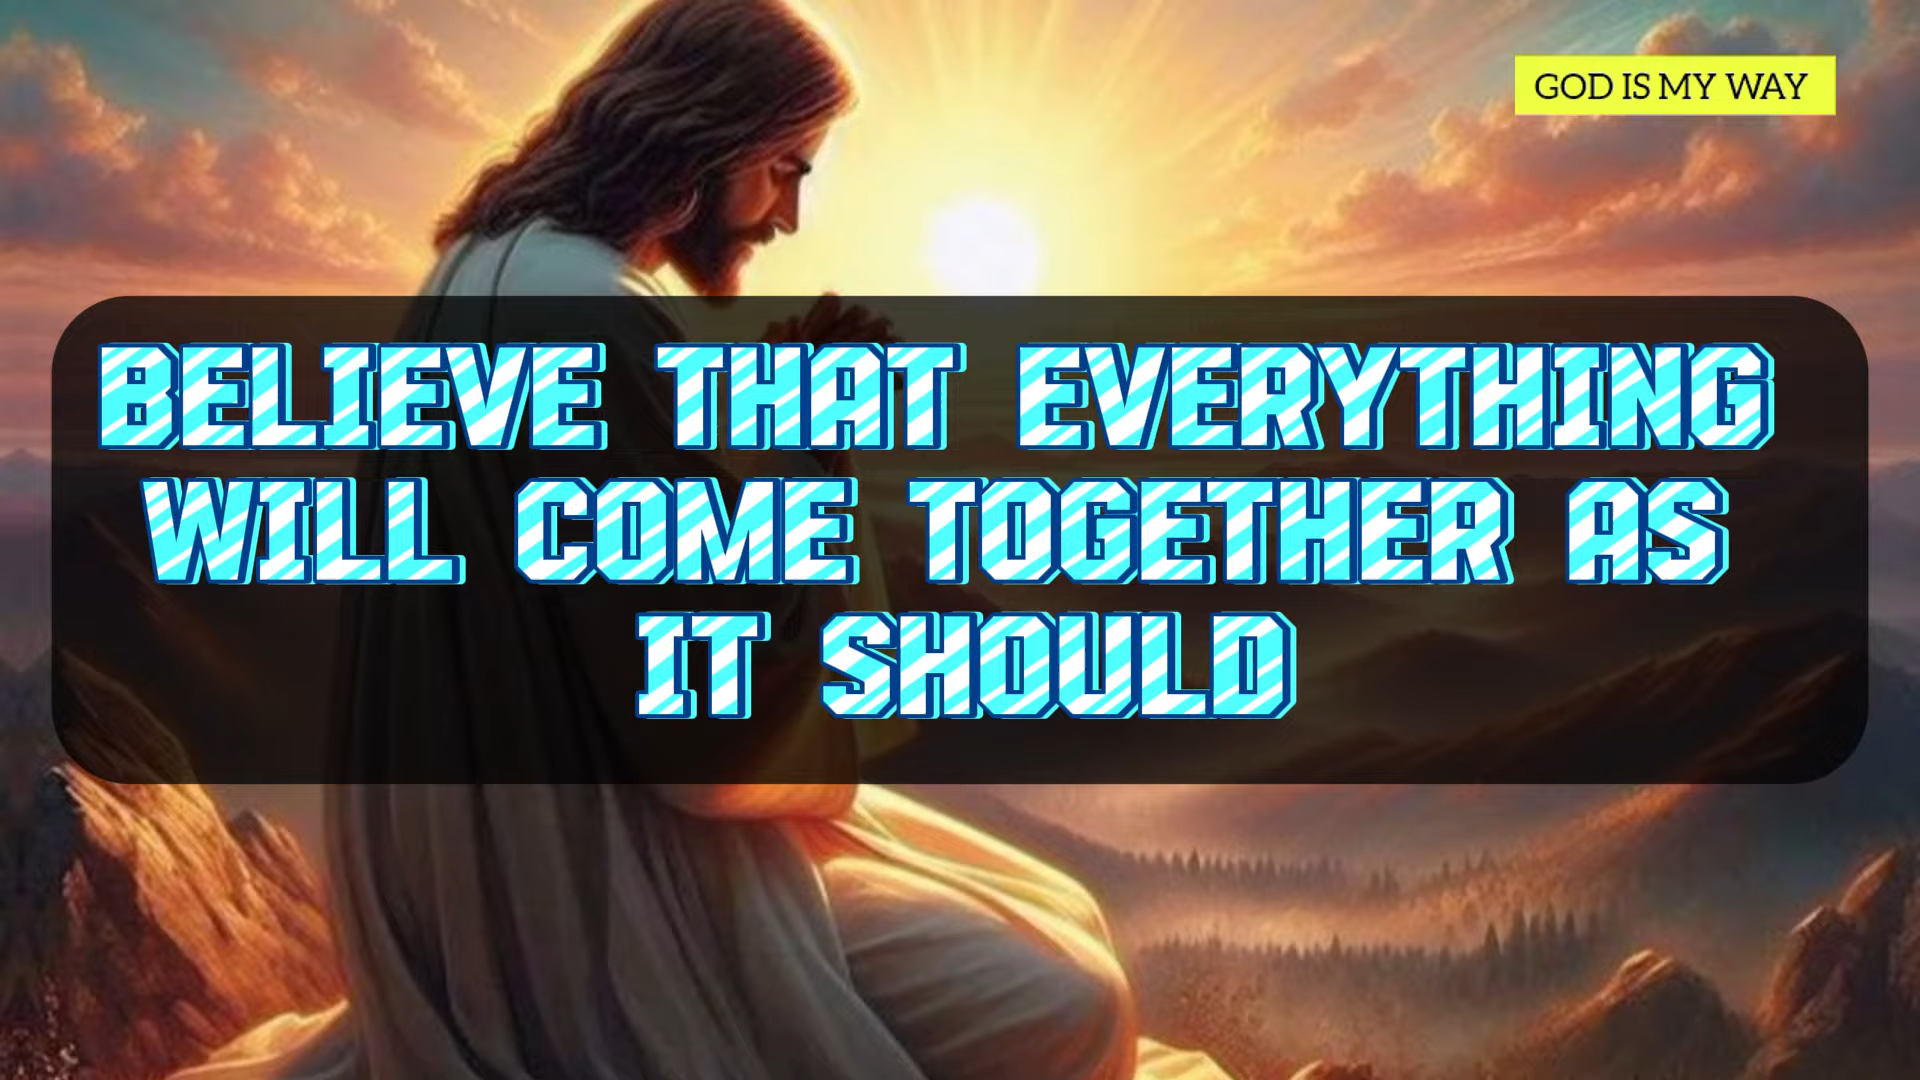 GOD IS MY WAY
BELIEVE THAT EVERYTHING
WILL COME TOGETHER AS
IT SHOULD